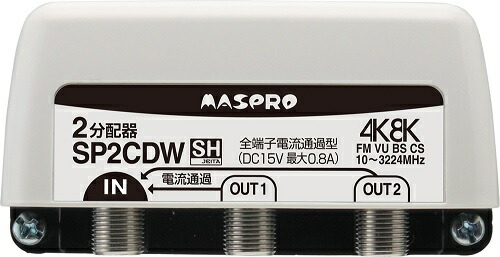 MASPRO
2分配器
SP2CDW SH
JEITA
全端子電流通過型
(DC15V 最大0.8A)
4K8K
FM VU BS CS
10～3224MHz
電流通過
IN
OUT1
OUT2